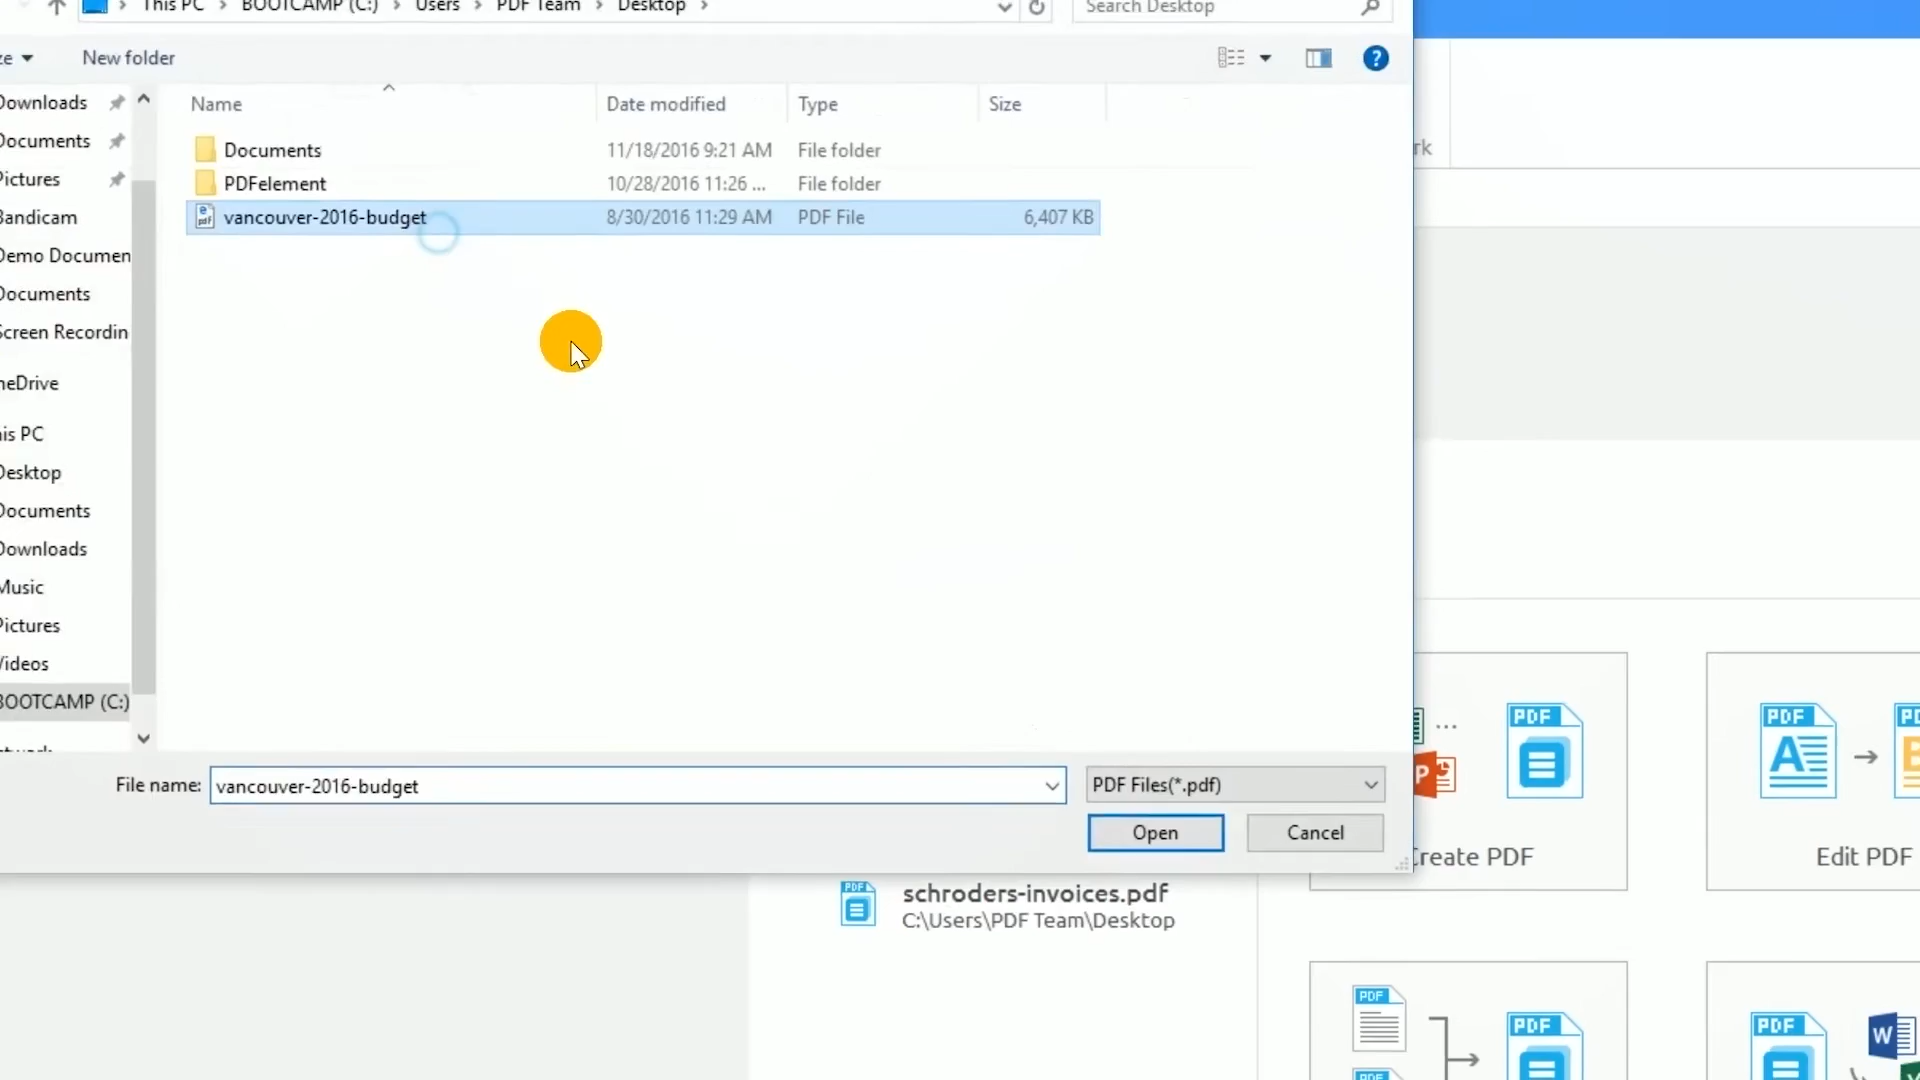 This PC > BOOTCAMP (C:) > Users > PDF Team > Desktop >
Search Desktop
ze
New folder
?
Name
Date modified
Type
Size
Downloads
Documents
Pictures
Bandicam
Demo Documen
Documents
Screen Recordin
neDrive
his PC
Desktop
Documents
Downloads
Music
Pictures
Videos
BOOTCAMP (C:)
Documents 11/18/2016 9:21 AM File folder
PDFelement 10/28/2016 11:26 ... File folder
vancouver-2016-budget 8/30/2016 11:29 AM PDF File 6,407 KB
File name: vancouver-2016-budget
PDF Files(*.pdf)
Open
Cancel
rk
schroders-invoices.pdf
C:\Users\PDF Team\Desktop
P
...
PDF
Create PDF
PDF
A
Edit PDF
PDF
PDF
PDF
PDF
W